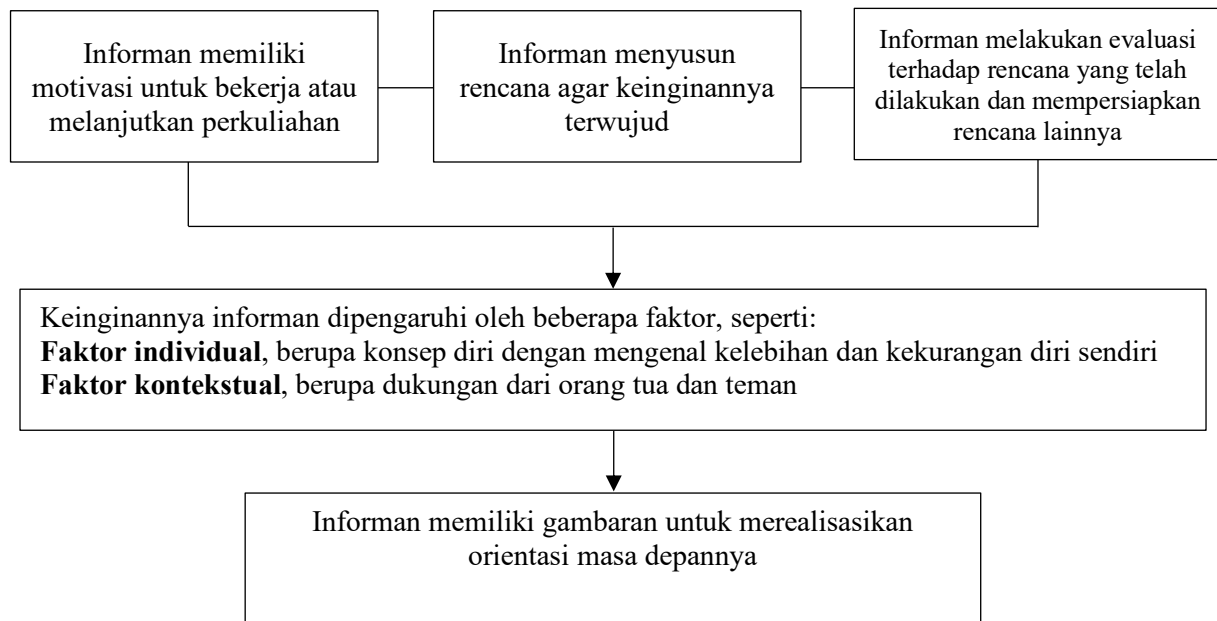 Informan memiliki
motivasi untuk bekerja atau
melanjutkan perkuliahan
Informan menyusun
rencana agar keinginannya
terwujud
Informan melakukan evaluasi
terhadap rencana yang telah
dilakukan dan mempersiapkan
rencana lainnya
Keinginannya informan dipengaruhi oleh beberapa faktor, seperti:
Faktor individual, berupa konsep diri dengan mengenal kelebihan dan kekurangan diri sendiri
Faktor kontekstual, berupa dukungan dari orang tua dan teman
Informan memiliki gambaran untuk merealisasikan
orientasi masa depannya